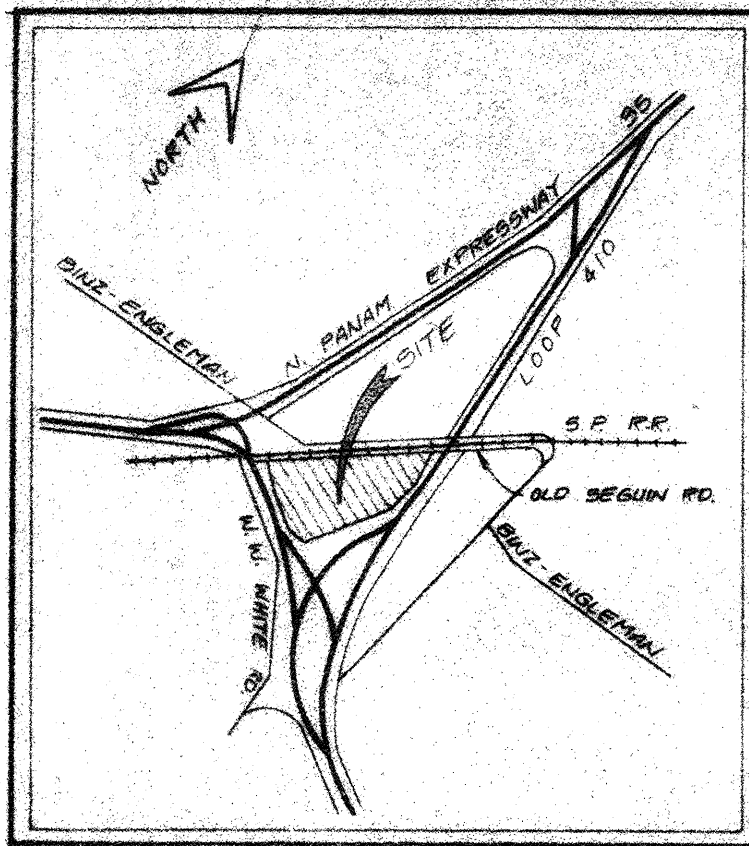 NORTH
35
N. PANAM EXPRESSWAY
BINZ-ENGLEMAN
SITE
LOOP 410
S.P. R.R.
OLD SEGUIN RD.
BINZ-ENGLEMAN
W. W. WHITE RD.